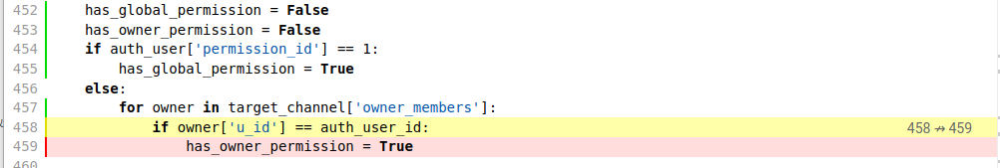 452 has_global_permission = False
453 has_owner_permission = False
454 if auth_user['permission_id'] == 1:
455 has_global_permission = True
456 else:
457 for owner in target_channel['owner_members']:
458 if owner['u_id'] == auth_user_id: 458 ↛ 459
459 has_owner_permission = True
460